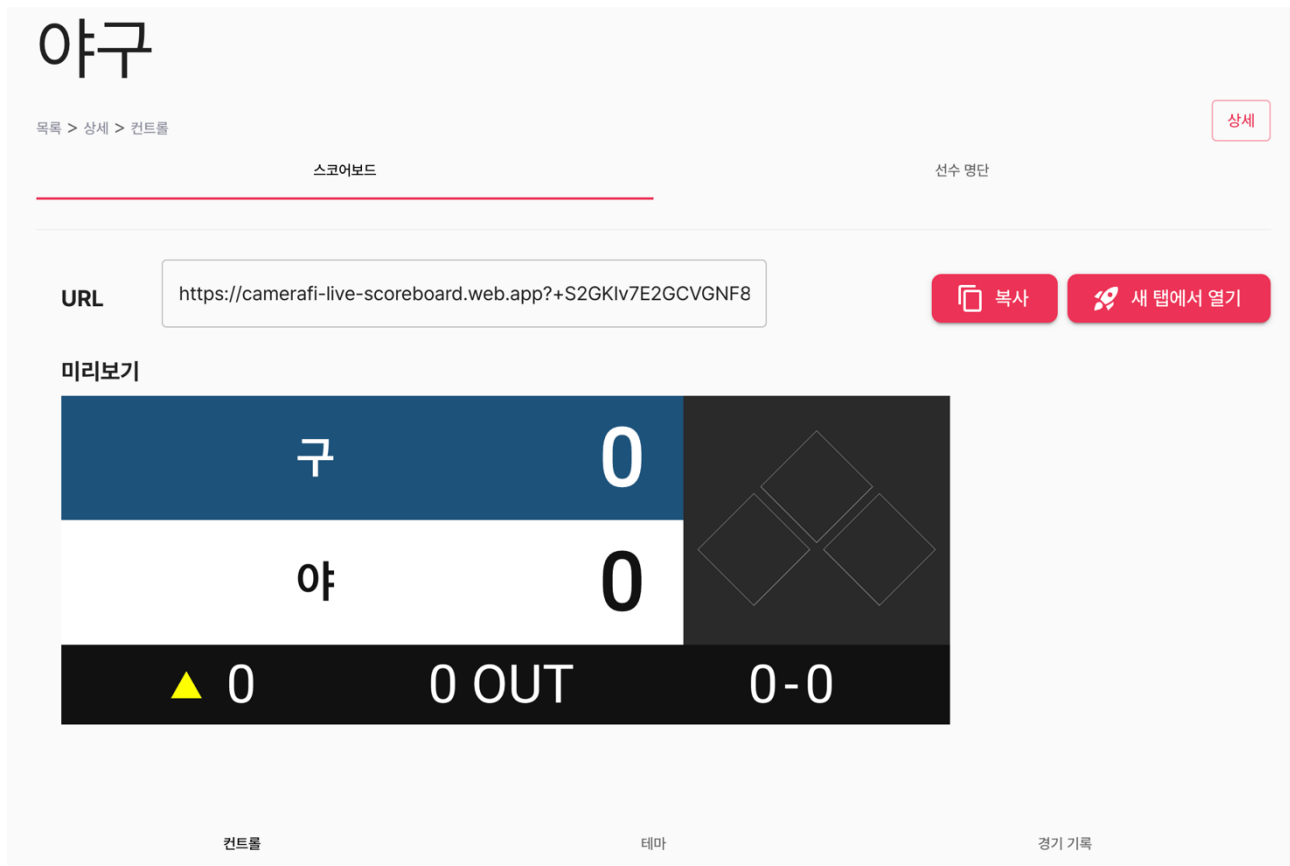 야구
목록 > 상세 > 컨트롤
상세
스코어보드 선수 명단
URL https://camerafi-live-scoreboard.web.app?+S2GKIv7E2GCVGNF8 복사 새 탭에서 열기
미리보기
구 0
야 0
▲ 0 0 OUT 0-0
컨트롤 테마 경기 기록